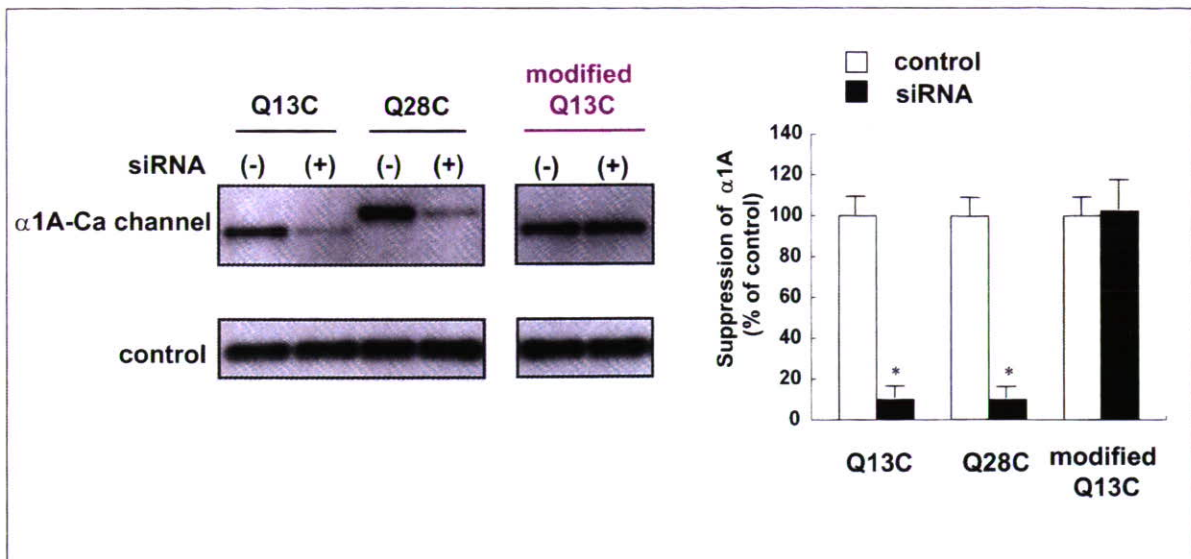 modified
Q13C
Q13C
Q28C
siRNA
(-)
(+)
(-)
(+)
(-)
(+)
α1A-Ca channel
control
control
siRNA
Suppression of α1A
(% of control)
140
120
100
80
60
40
20
0
*
*
Q13C
Q28C
modified
Q13C